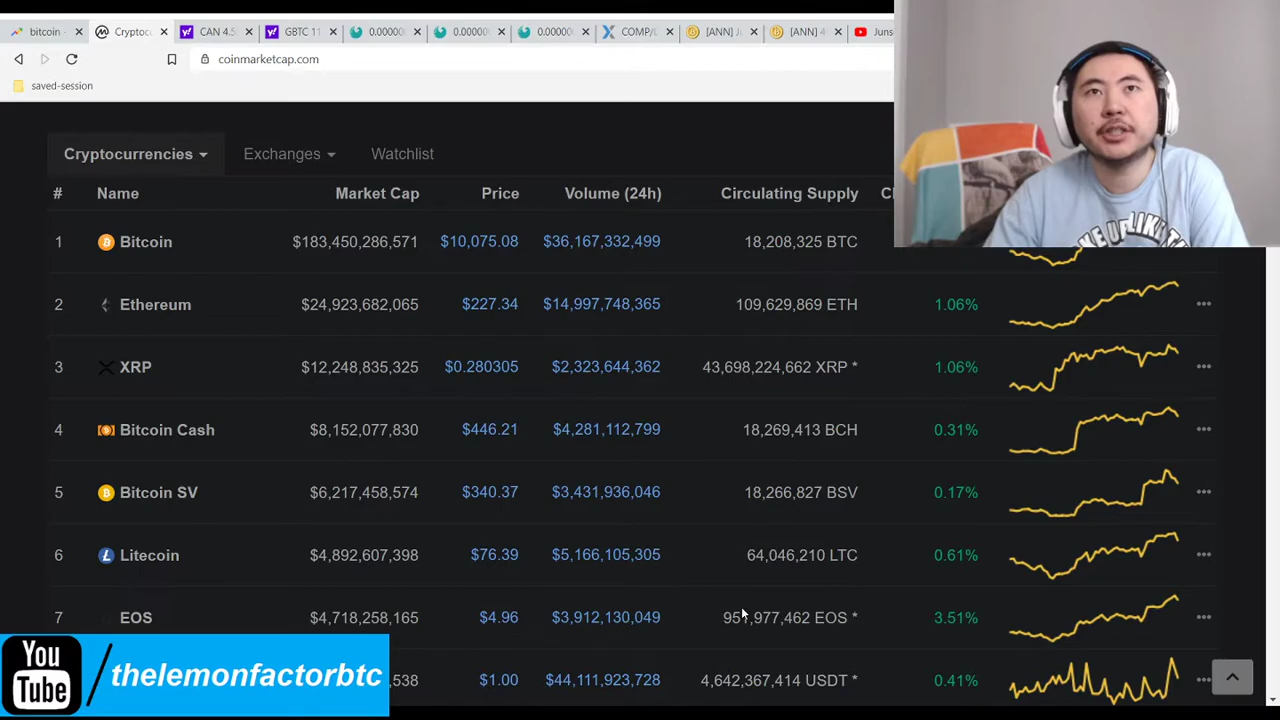 bitcoin
Cryptoc
CAN 4.5
GBTC 11
0.00000
0.00000
0.00000
COMP/
[ANN] J
[ANN] 4
Juns
coinmarketcap.com
saved-session
Cryptocurrencies Exchanges Watchlist
# Name Market Cap Price Volume (24h) Circulating Supply
1 Bitcoin $183,450,286,571 $10,075.08 $36,167,332,499 18,208,325 BTC
2 Ethereum $24,923,682,065 $227.34 $14,997,748,365 109,629,869 ETH 1.06%
3 XRP $12,248,835,325 $0.280305 $2,323,644,362 43,698,224,662 XRP * 1.06%
4 Bitcoin Cash $8,152,077,830 $446.21 $4,281,112,799 18,269,413 BCH 0.31%
5 Bitcoin SV $6,217,458,574 $340.37 $3,431,936,046 18,266,827 BSV 0.17%
6 Litecoin $4,892,607,398 $76.39 $5,166,105,305 64,046,210 LTC 0.61%
7 EOS $4,718,258,165 $4.96 $3,912,130,049 EOS * 3.51%
,538 $1.00 $44,111,923,728 4,642,367,414 USDT * 0.41%
You
Tube
/thelemonfactorbtc